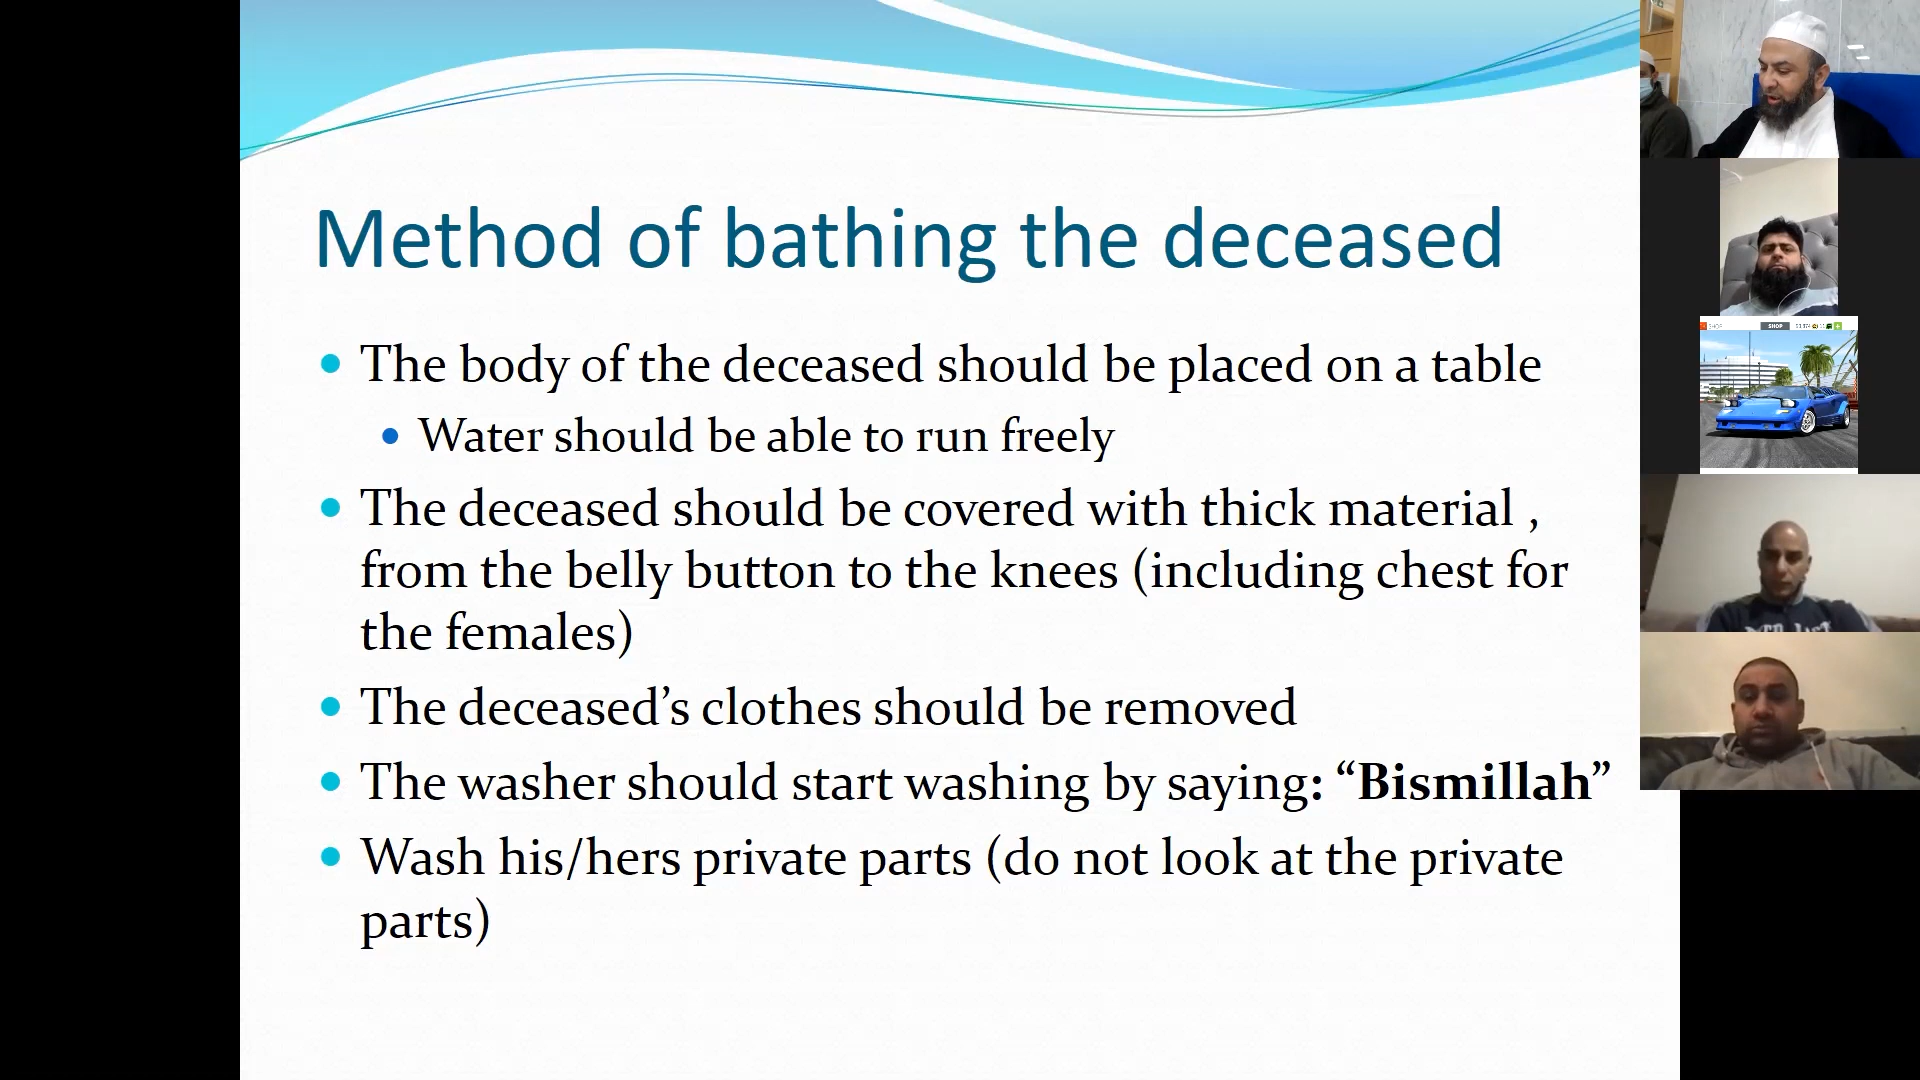 Method of bathing the deceased
The body of the deceased should be placed on a table
Water should be able to run freely
The deceased should be covered with thick material ,
from the belly button to the knees (including chest for
the females)
The deceased’s clothes should be removed
The washer should start washing by saying: “Bismillah”
Wash his/hers private parts (do not look at the private
parts)
SHOP
SHOP